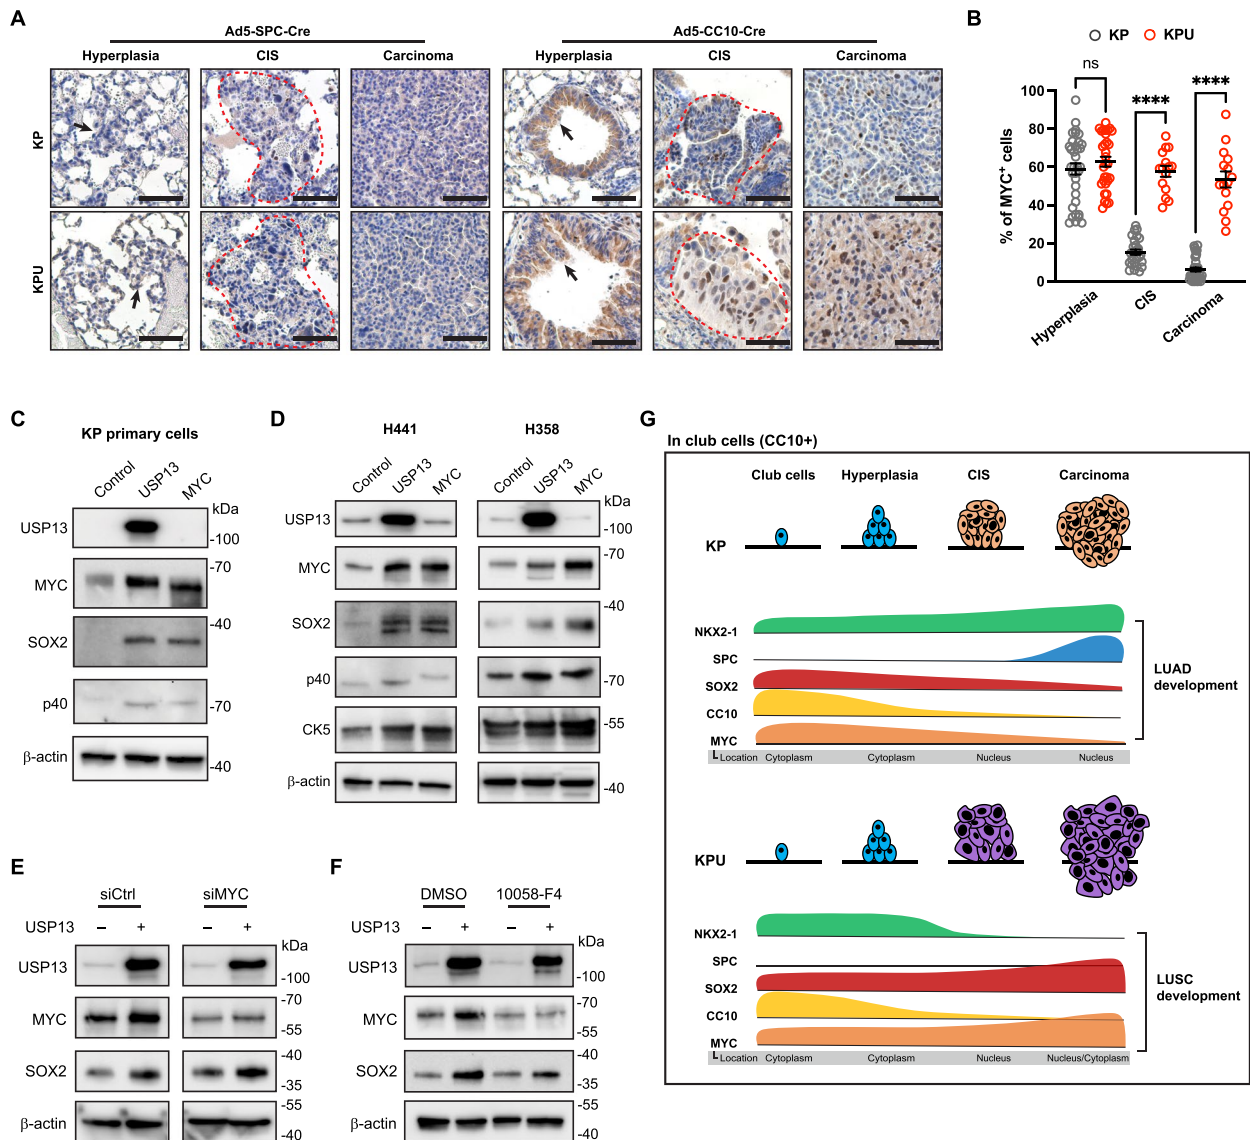 A
Ad5-SPC-Cre
Ad5-CC10-Cre
Hyperplasia
CIS
Carcinoma
Hyperplasia
CIS
Carcinoma
KP
KPU
B
KP
KPU
ns
****
****
% of MYC+ cells
100
80
60
40
20
0
Hyperplasia
CIS
Carcinoma
C
KP primary cells
Control
USP13
MYC
kDa
USP13
-100
MYC
-70
SOX2
-40
p40
-70
β-actin
-40
D
H441
H358
Control
USP13
MYC
Control
USP13
MYC
kDa
USP13
-100
MYC
-70
SOX2
-40
p40
-70
CK5
-55
β-actin
-40
E
siCtrl
siMYC
USP13
–
+
–
+
kDa
USP13
-100
MYC
-70
-55
SOX2
-40
-35
β-actin
-55
-40
F
DMSO
10058-F4
USP13
–
+
–
+
kDa
USP13
-100
MYC
-70
-55
SOX2
-40
-35
β-actin
-55
-40
G
In club cells (CC10+)
Club cells
Hyperplasia
CIS
Carcinoma
KP
NKX2-1
SPC
SOX2
CC10
MYC
LUAD
development
Location
Cytoplasm
Cytoplasm
Nucleus
Nucleus
KPU
NKX2-1
SPC
SOX2
CC10
MYC
LUSC
development
Location
Cytoplasm
Cytoplasm
Nucleus
Nucleus/Cytoplasm